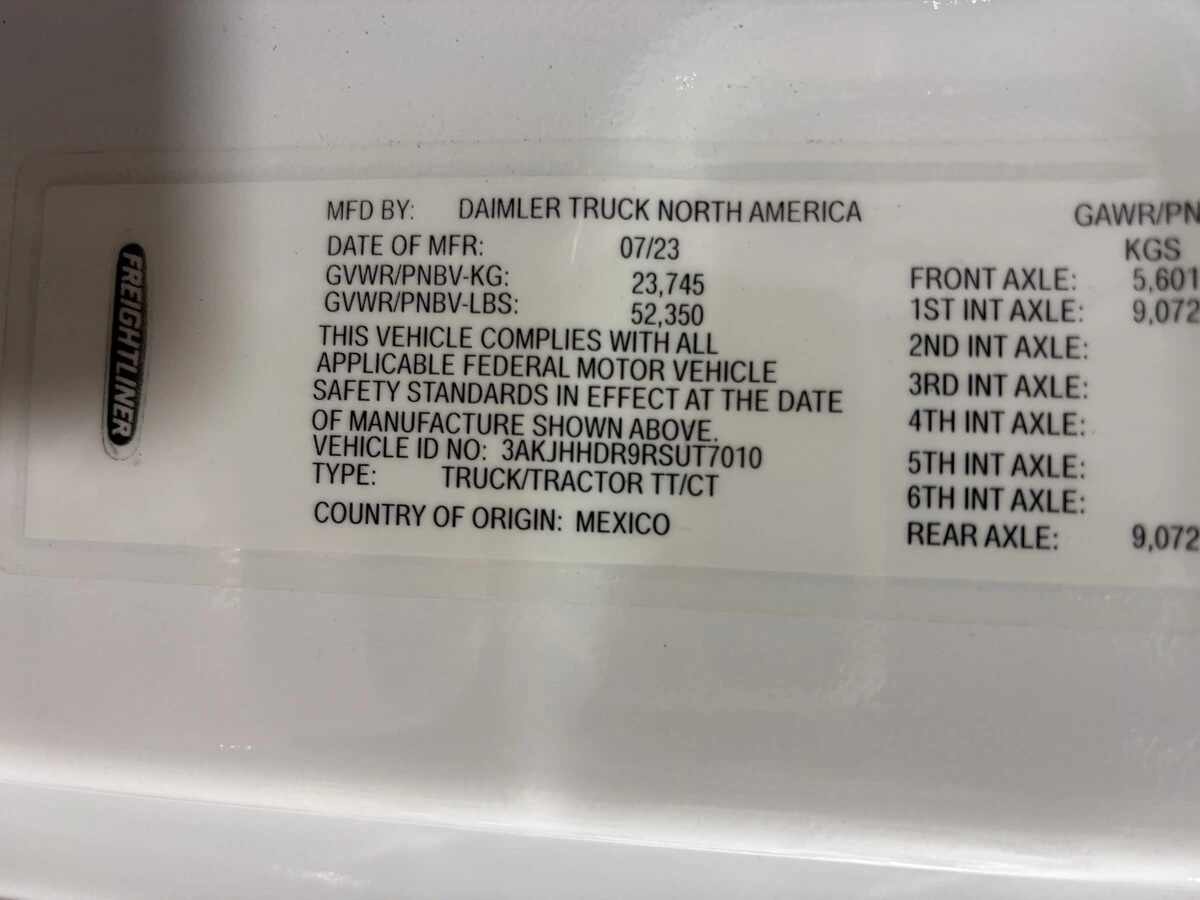 FREIGHTLINER
MFD BY: DAIMLER TRUCK NORTH AMERICA
DATE OF MFR: 07/23
GVWR/PNBV-KG: 23,745
GVWR/PNBV-LBS: 52,350
THIS VEHICLE COMPLIES WITH ALL
APPLICABLE FEDERAL MOTOR VEHICLE
SAFETY STANDARDS IN EFFECT AT THE DATE
OF MANUFACTURE SHOWN ABOVE.
VEHICLE ID NO: 3AKJHHDR9RSUT7010
TYPE: TRUCK/TRACTOR TT/CT
COUNTRY OF ORIGIN: MEXICO
GAWR/PN
KGS
FRONT AXLE: 5,601
1ST INT AXLE: 9,072
2ND INT AXLE:
3RD INT AXLE:
4TH INT AXLE:
5TH INT AXLE:
6TH INT AXLE:
REAR AXLE: 9,072